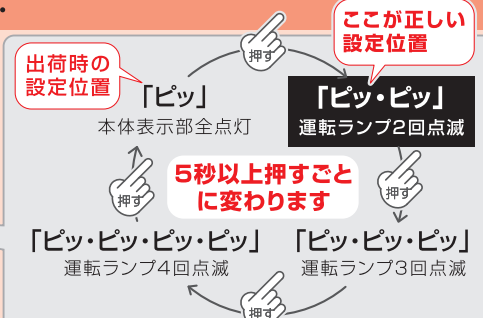 ここが正しい
設定位置
押す
出荷時の
設定位置
「ピッ」
本体表示部全点灯
「ピッ・ピッ」
運転ランプ2回点滅
5秒以上押すごと
に変わります
押す
押す
「ピッ・ピッ・ピッ・ピッ」
運転ランプ4回点滅
「ピッ・ピッ・ピッ」
運転ランプ3回点滅
押す